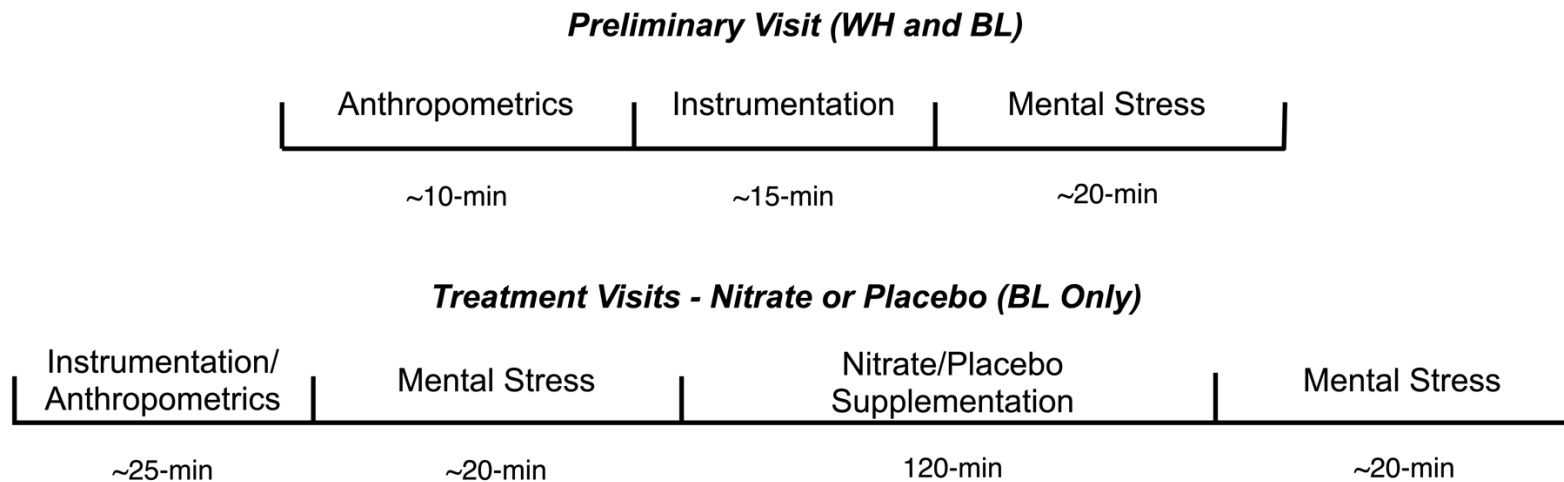 Preliminary Visit (WH and BL)
Anthropometrics Instrumentation Mental Stress
~10-min ~15-min ~20-min
Treatment Visits - Nitrate or Placebo (BL Only)
Instrumentation/
Anthropometrics
Mental Stress
Nitrate/Placebo
Supplementation
Mental Stress
~25-min ~20-min 120-min ~20-min